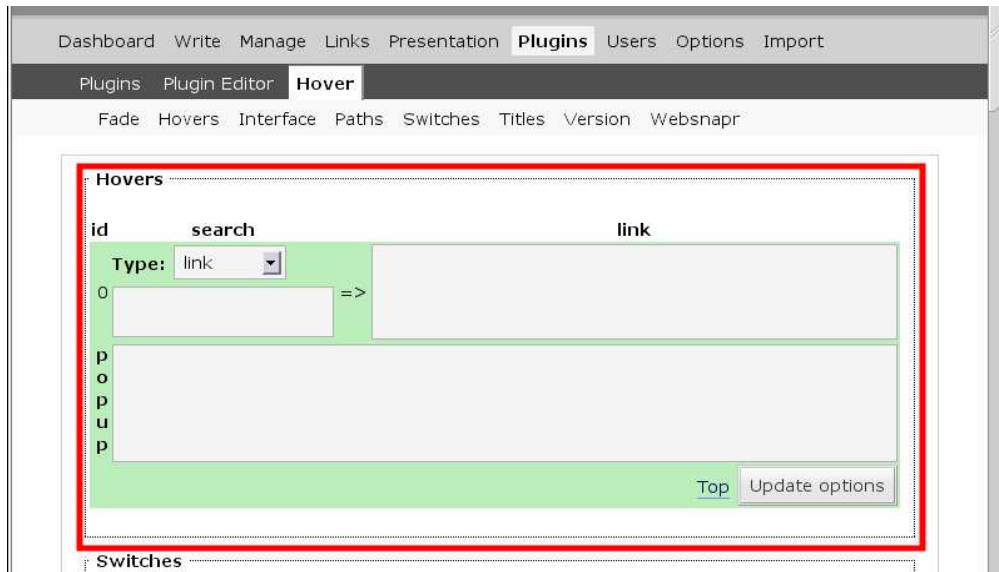 Dashboard Write Manage Links Presentation Plugins Users Options Import
Plugins Plugin Editor Hover
Fade Hovers Interface Paths Switches Titles Version Websnapr
Hovers
id search link
Type: link
0 =>
p
o
p
u
p
Top Update options
Switches